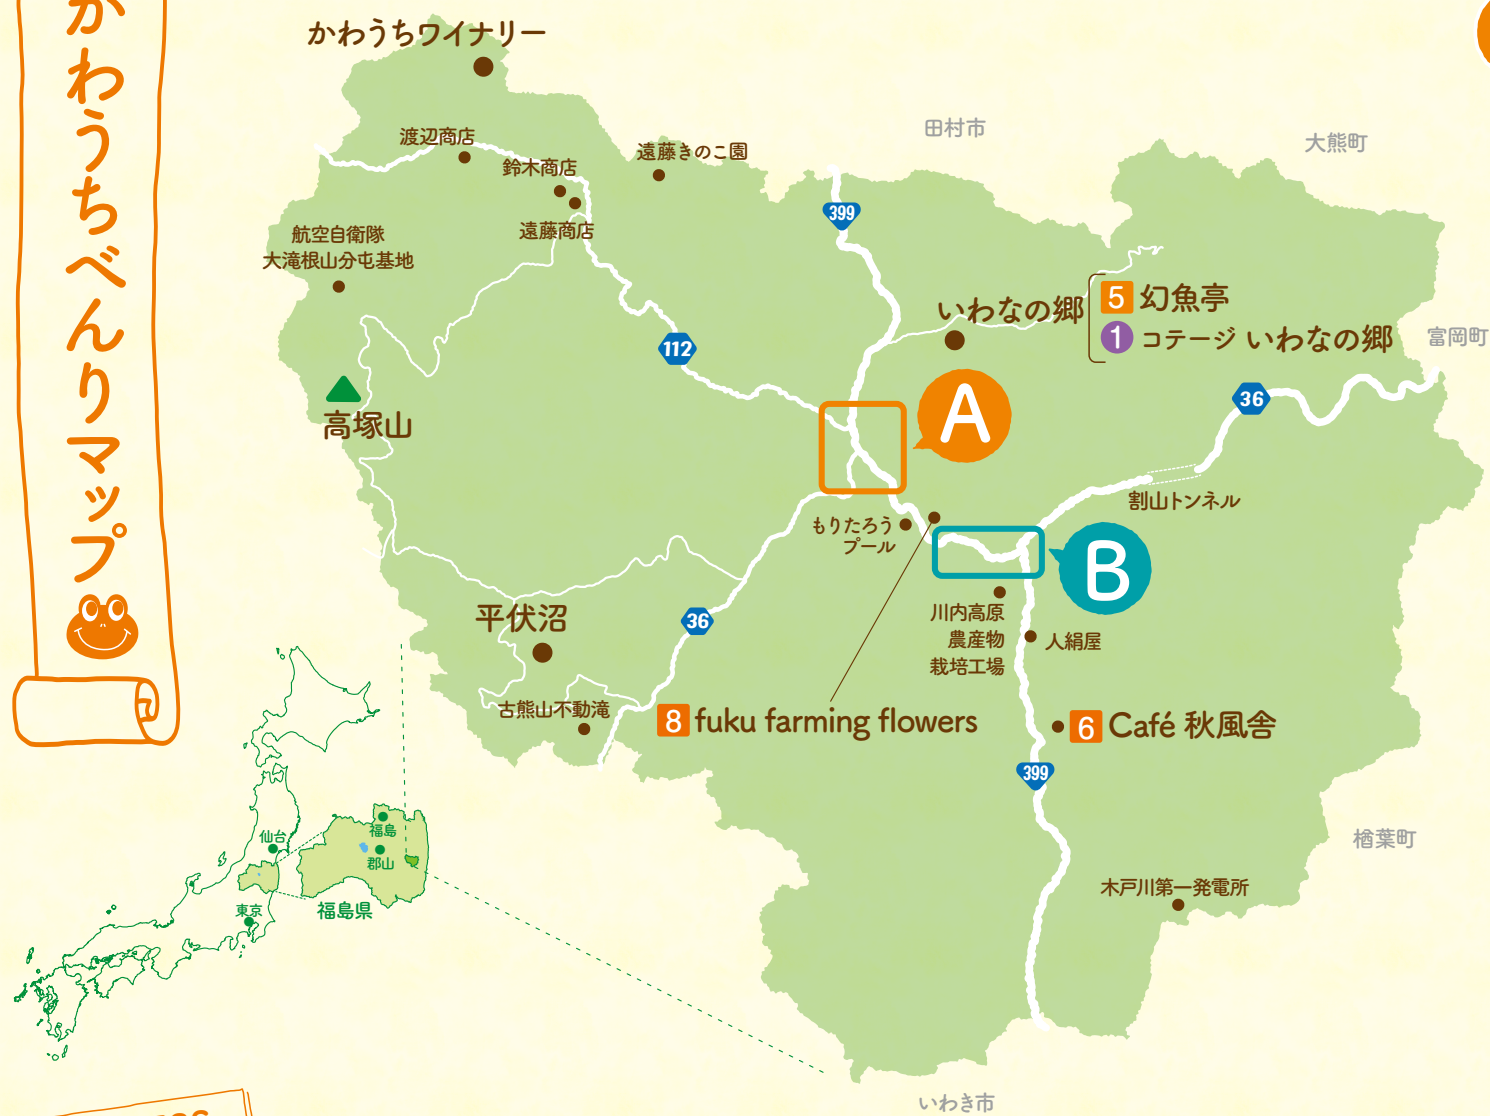 かわうちべんりマップ
かわうちワイナリー
渡辺商店
鈴木商店
遠藤きのこ園
遠藤商店
航空自衛隊
大滝根山分屯基地
田村市
大熊町
399
いわなの郷
5 幻魚亭
1 コテージ いわなの郷
富岡町
112
36
高塚山
A
割山トンネル
もりたろう
プール
B
川内高原
農産物
栽培工場
人絹屋
平伏沼
36
古熊山不動滝
8 fuku farming flowers
6 Café 秋風舎
399
楢葉町
木戸川第一発電所
いわき市
仙台
福島
郡山
東京
福島県